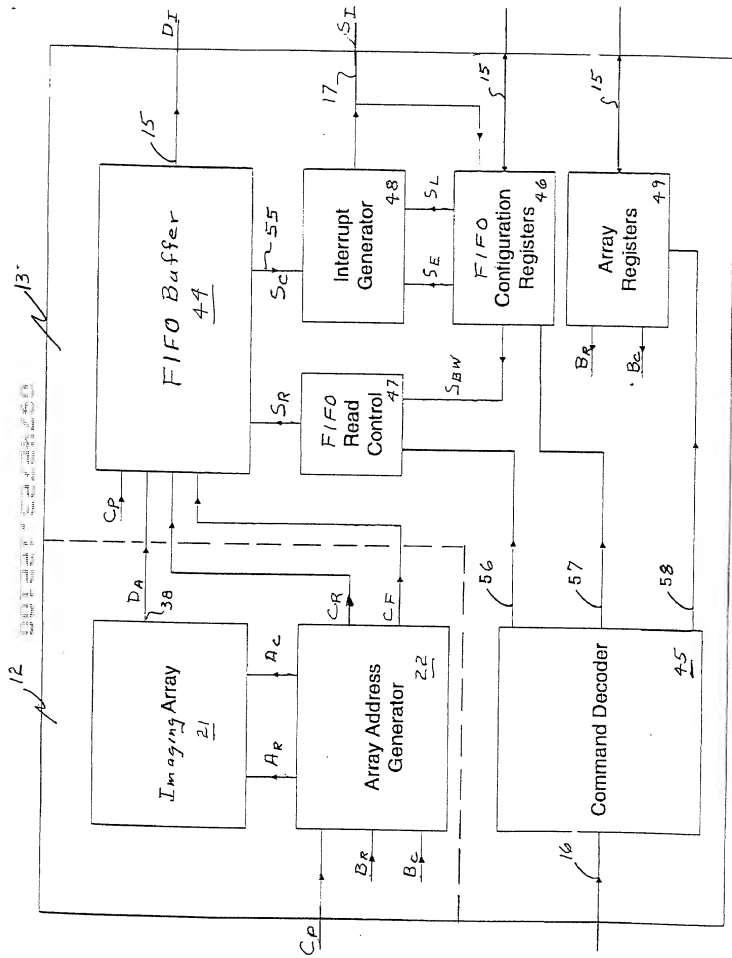 12
13
DA
38
CP
FIFO Buffer
44
15
DI
Imaging Array
21
AR
AC
CR
CF
SR
SC
55
17
SI
Array Address
Generator
22
CP
BR
BC
FIFO
Read
Control
47
Interrupt
Generator
48
SE
SL
SBW
FIFO
Configuration
Registers
46
15
BR
BC
Array
Registers
49
15
16
Command Decoder
45
56
57
58